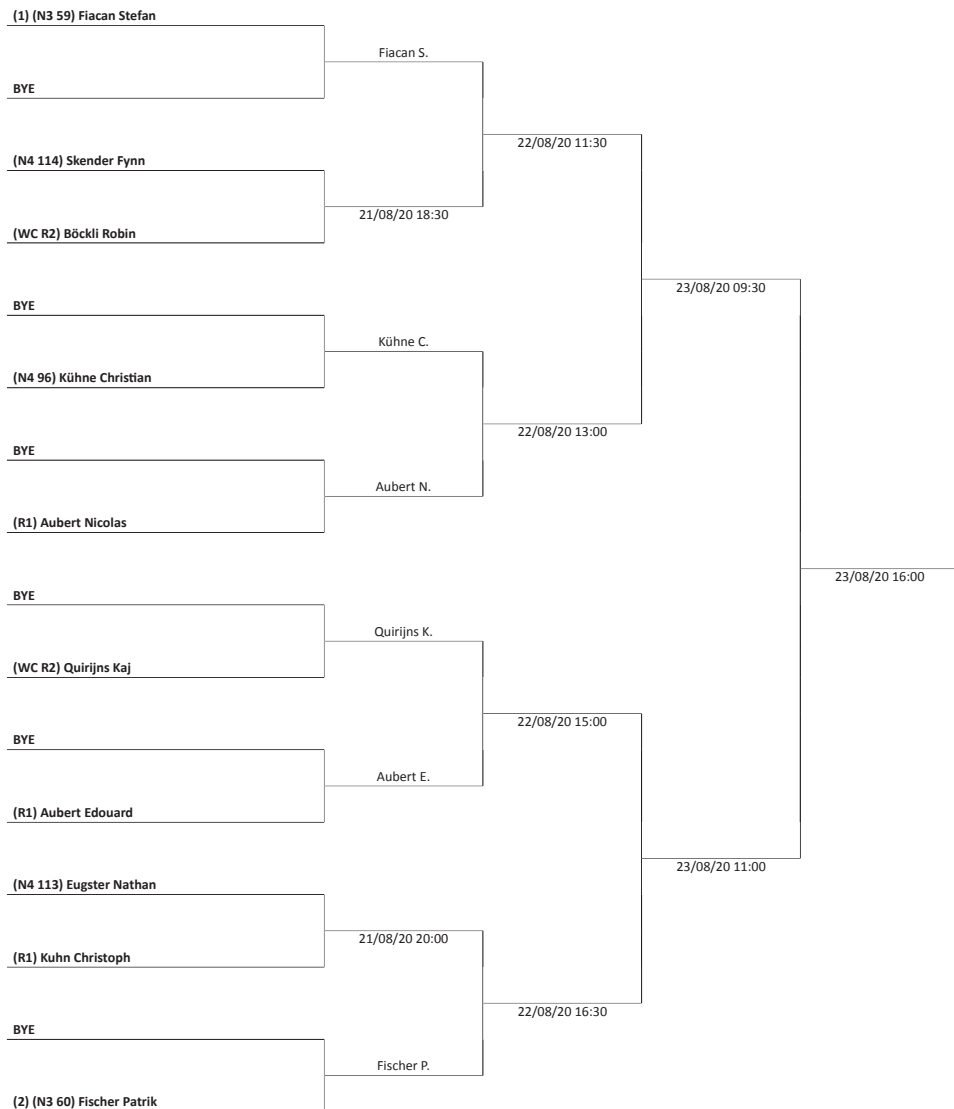 (1) (N3 59) Fiacan Stefan
Fiacan S.
BYE
22/08/20 11:30
(N4 114) Skender Fynn
21/08/20 18:30
(WC R2) Böckli Robin
23/08/20 09:30
BYE
Kühne C.
(N4 96) Kühne Christian
22/08/20 13:00
BYE
Aubert N.
(R1) Aubert Nicolas
23/08/20 16:00
BYE
Quirijns K.
(WC R2) Quirijns Kaj
22/08/20 15:00
BYE
Aubert E.
(R1) Aubert Edouard
23/08/20 11:00
(N4 113) Eugster Nathan
21/08/20 20:00
(R1) Kuhn Christoph
22/08/20 16:30
BYE
Fischer P.
(2) (N3 60) Fischer Patrik